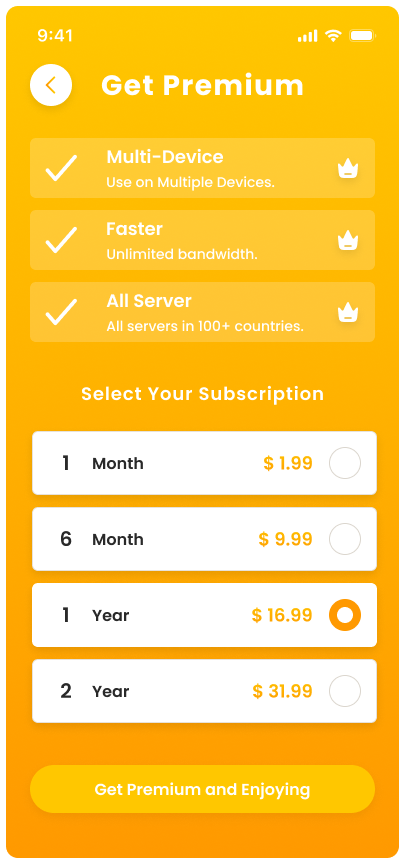 9:41
Get Premium
Multi-Device
Use on Multiple Devices.
Faster
Unlimited bandwidth.
All Server
All servers in 100+ countries.
Select Your Subscription
1 Month $ 1.99
6 Month $ 9.99
1 Year $ 16.99
2 Year $ 31.99
Get Premium and Enjoying